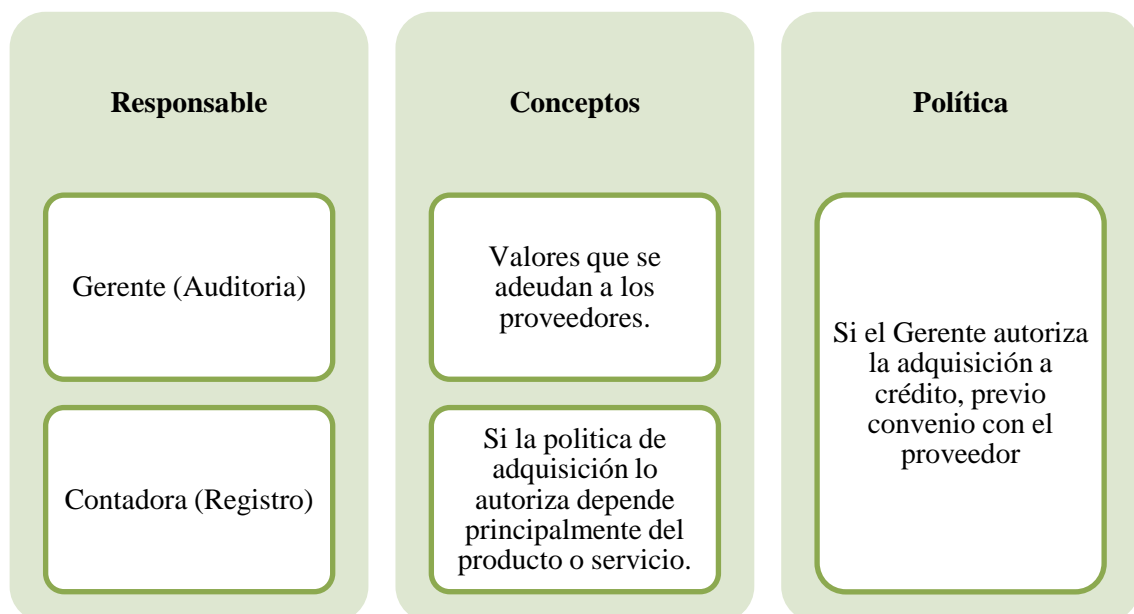 Responsable
Gerente (Auditoria)
Contadora (Registro)
Conceptos
Valores que se
adeudan a los
proveedores.
Si la politica de
adquisición lo
autoriza depende
principalmente del
producto o servicio.
Política
Si el Gerente autoriza
la adquisición a
crédito, previo
convenio con el
proveedor